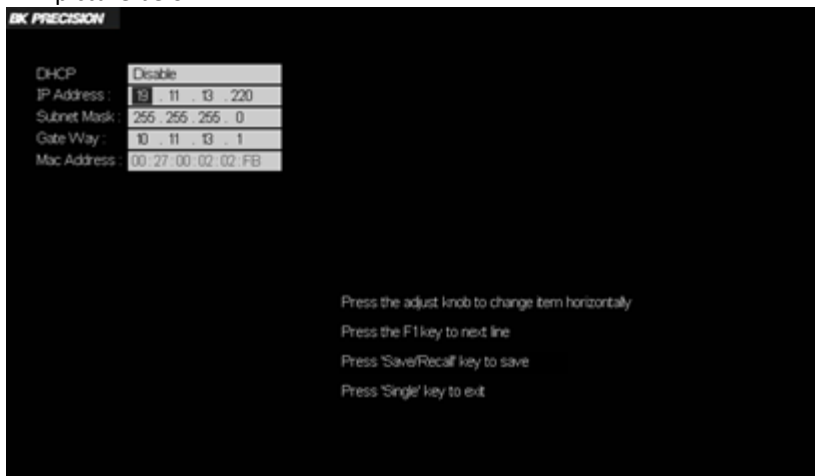 BK PRECISION
DHCP Disable
IP Address : 19 . 11 . 13 . 220
Subnet Mask : 255 . 255 . 255 . 0
Gate Way : 10 . 11 . 13 . 1
Mac Address : 00 : 27 : 00 : 02 : 02 : FB
Press the adjust knob to change item horizontally
Press the F1 key to next line
Press 'Save/Recall' key to save
Press 'Single' key to exit